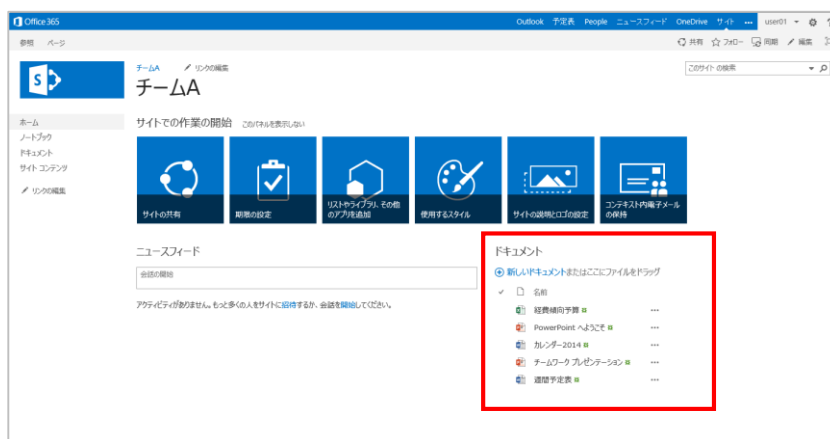 Office 365
Outlook 予定表 People ニュースフィード OneDrive サイト ... user01
参照 ページ
共有 フォロー 同期 編集
チームA リンクの編集
チームA
このサイト の検索
S
ホーム
ノートブック
ドキュメント
サイト コンテンツ
リンクの編集
サイトでの作業の開始 このパネルを表示しない
サイトの共有
期限の設定
リストやライブラリ、その他
のアプリを追加
使用するスタイル
サイトの説明とロゴの設定
コンテキスト内電子メール
の保持
ニュースフィード
会話の開始
アクティビティがありません。もっと多くの人をサイトに招待するか、会話を開始してください。
ドキュメント
新しいドキュメントまたはここにファイルをドラッグ
名前
経費傾向予算 ...
PowerPoint へようこそ ...
カレンダー2014 ...
チームワーク プレゼンテーション ...
週間予定表 ...